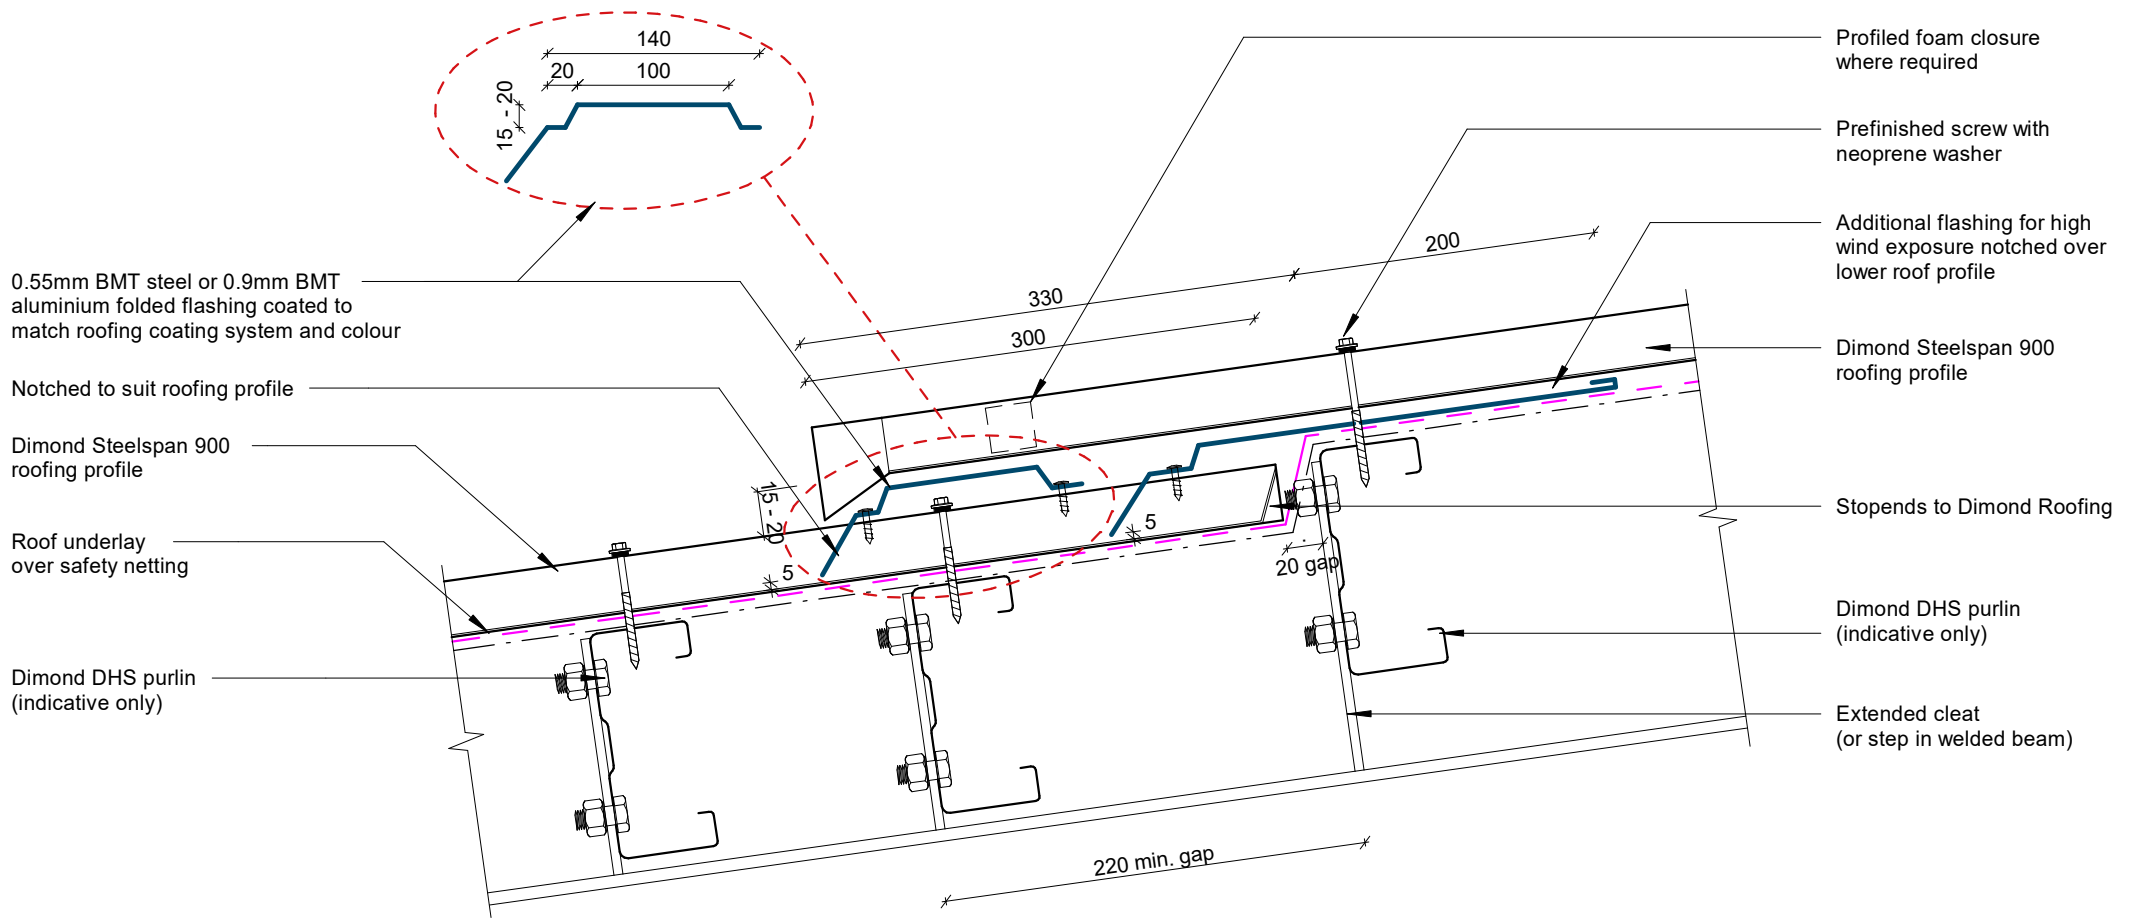 140
20
100
15 - 20
0.55mm BMT steel or 0.9mm BMT
aluminium folded flashing coated to
match roofing coating system and colour
Notched to suit roofing profile
Dimond Steelspan 900
roofing profile
Roof underlay
over safety netting
Dimond DHS purlin
(indicative only)
200
330
300
15 - 20
5
5
20 gap
220 min. gap
Profiled foam closure
where required
Prefinished screw with
neoprene washer
Additional flashing for high
wind exposure notched over
lower roof profile
Dimond Steelspan 900
roofing profile
Stopends to Dimond Roofing
Dimond DHS purlin
(indicative only)
Extended cleat
(or step in welded beam)